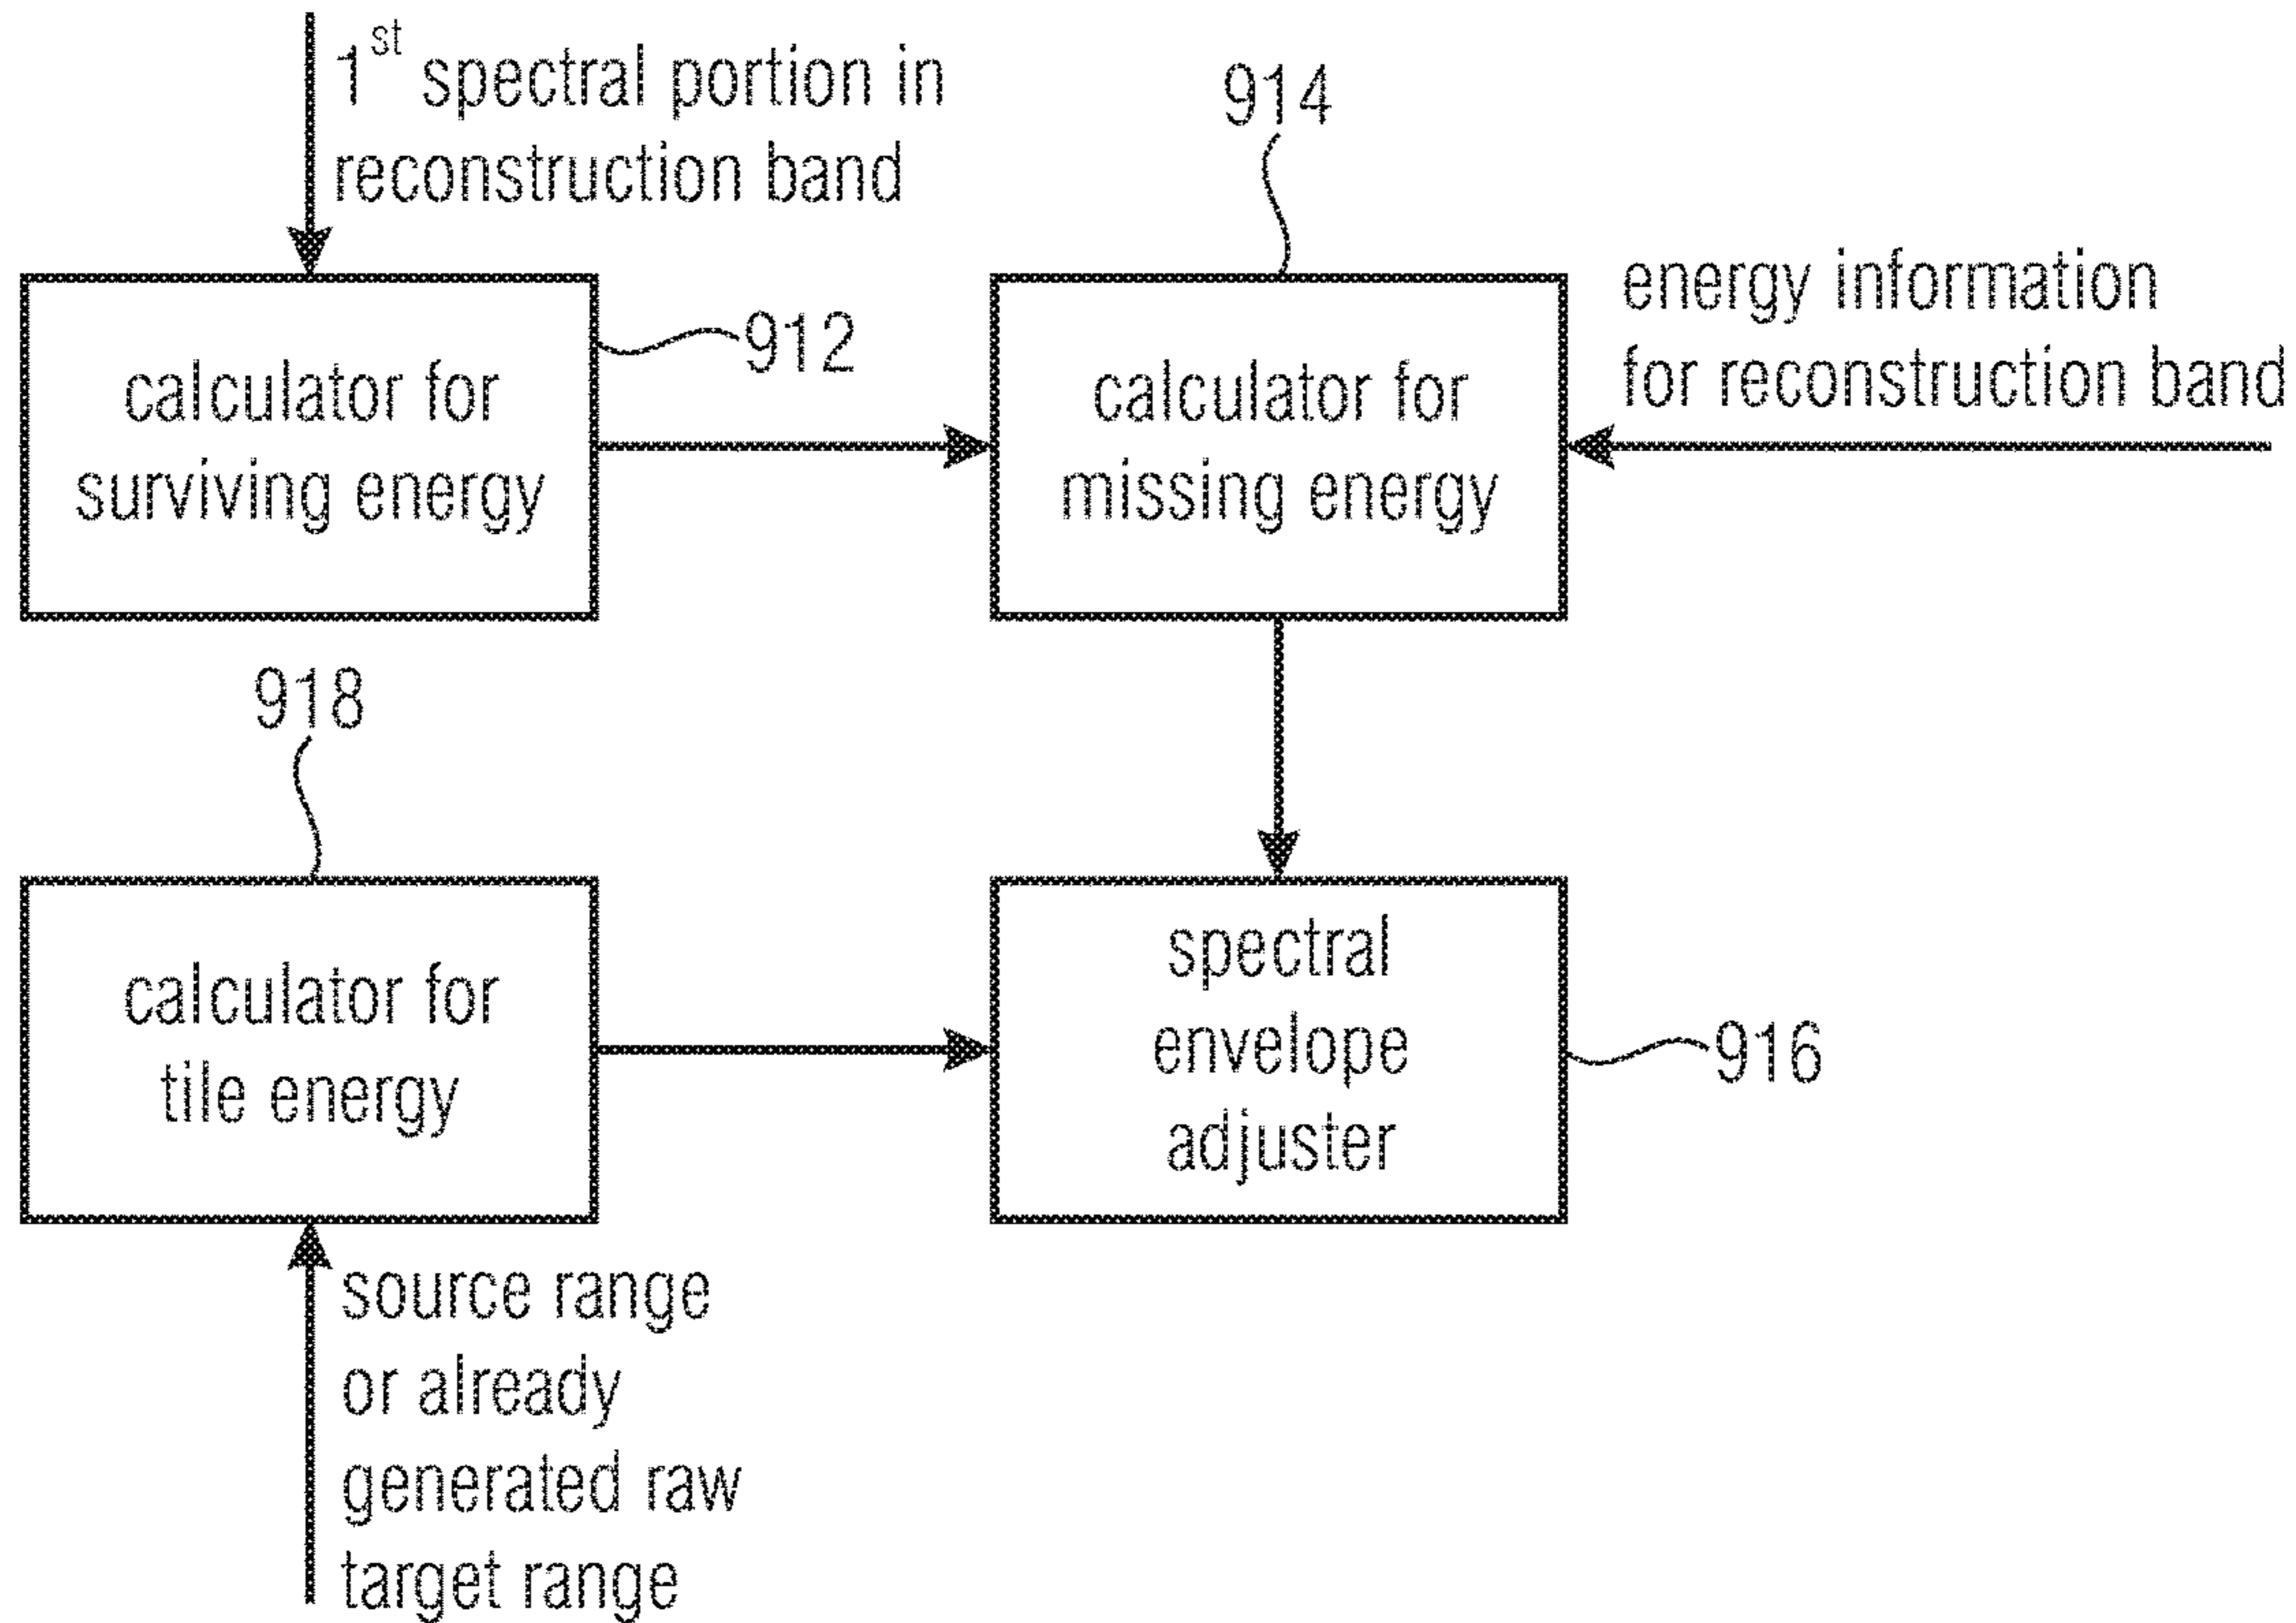 1st spectral portion in
reconstruction band
914
energy information
for reconstruction band
912
calculator for
surviving energy
calculator for
missing energy
918
calculator for
tile energy
spectral
envelope
adjuster
916
source range
or already
generated raw
target range